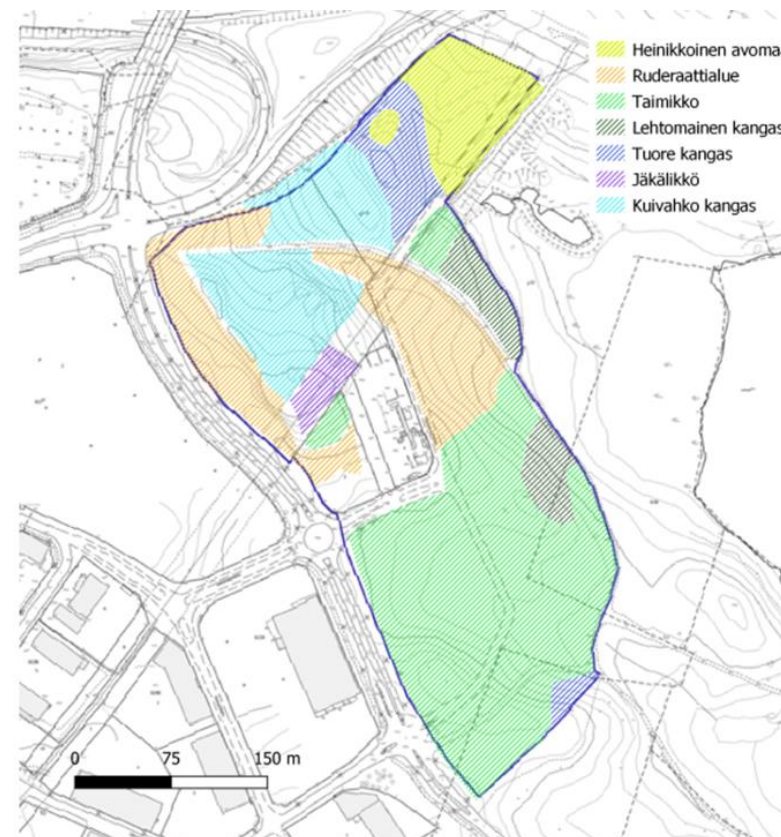 Heinikkoinen avoma
Ruderaattialue
Taimikko
Lehtomainen kangas
Tuore kangas
Jäkälikkö
Kuivahko kangas
0 75 150 m